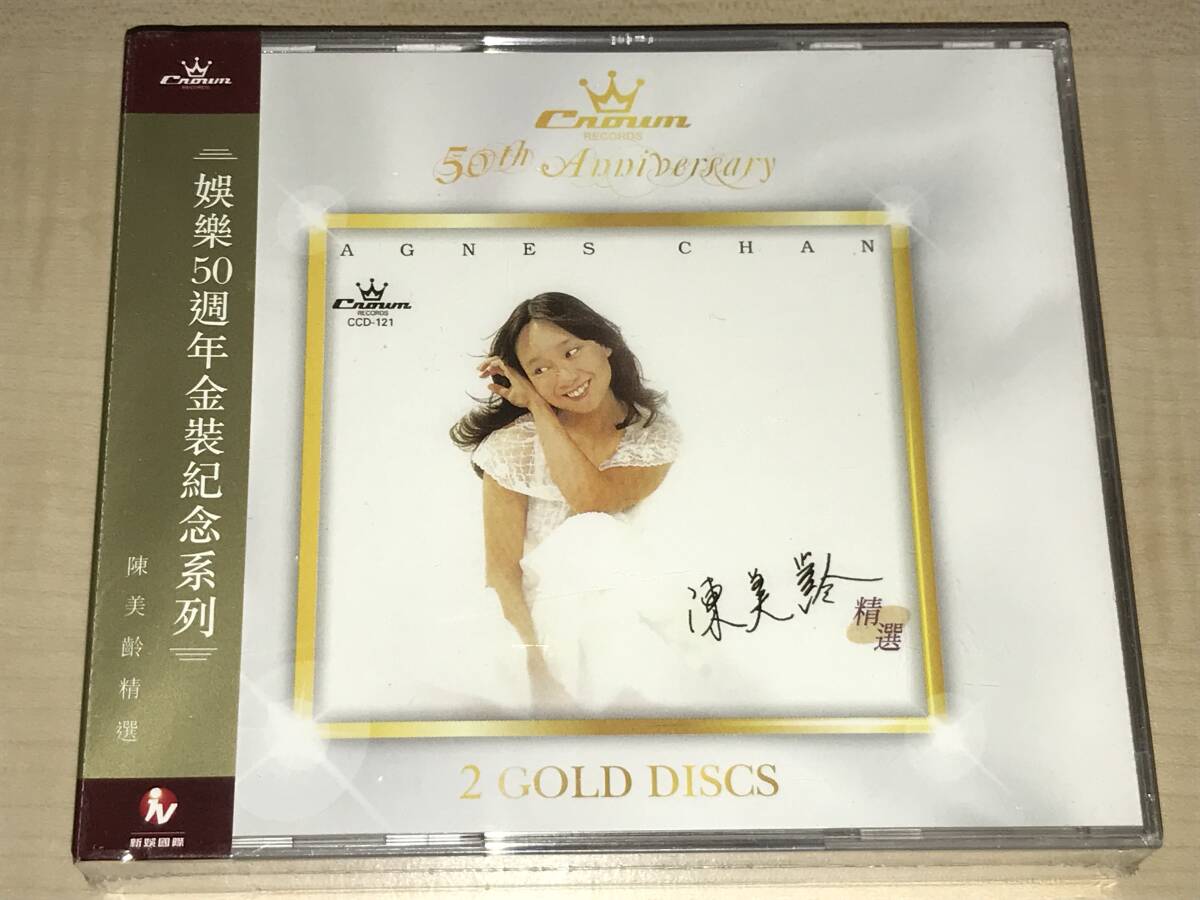 Crown
RECORDS
娛樂50週年金裝紀念系列
陳美齡精選
iN
新娛國際
Crown
RECORDS
50th Anniversary
AGNES CHAN
Crown
RECORDS
CCD-121
陳美齡
精選
2 GOLD DISCS